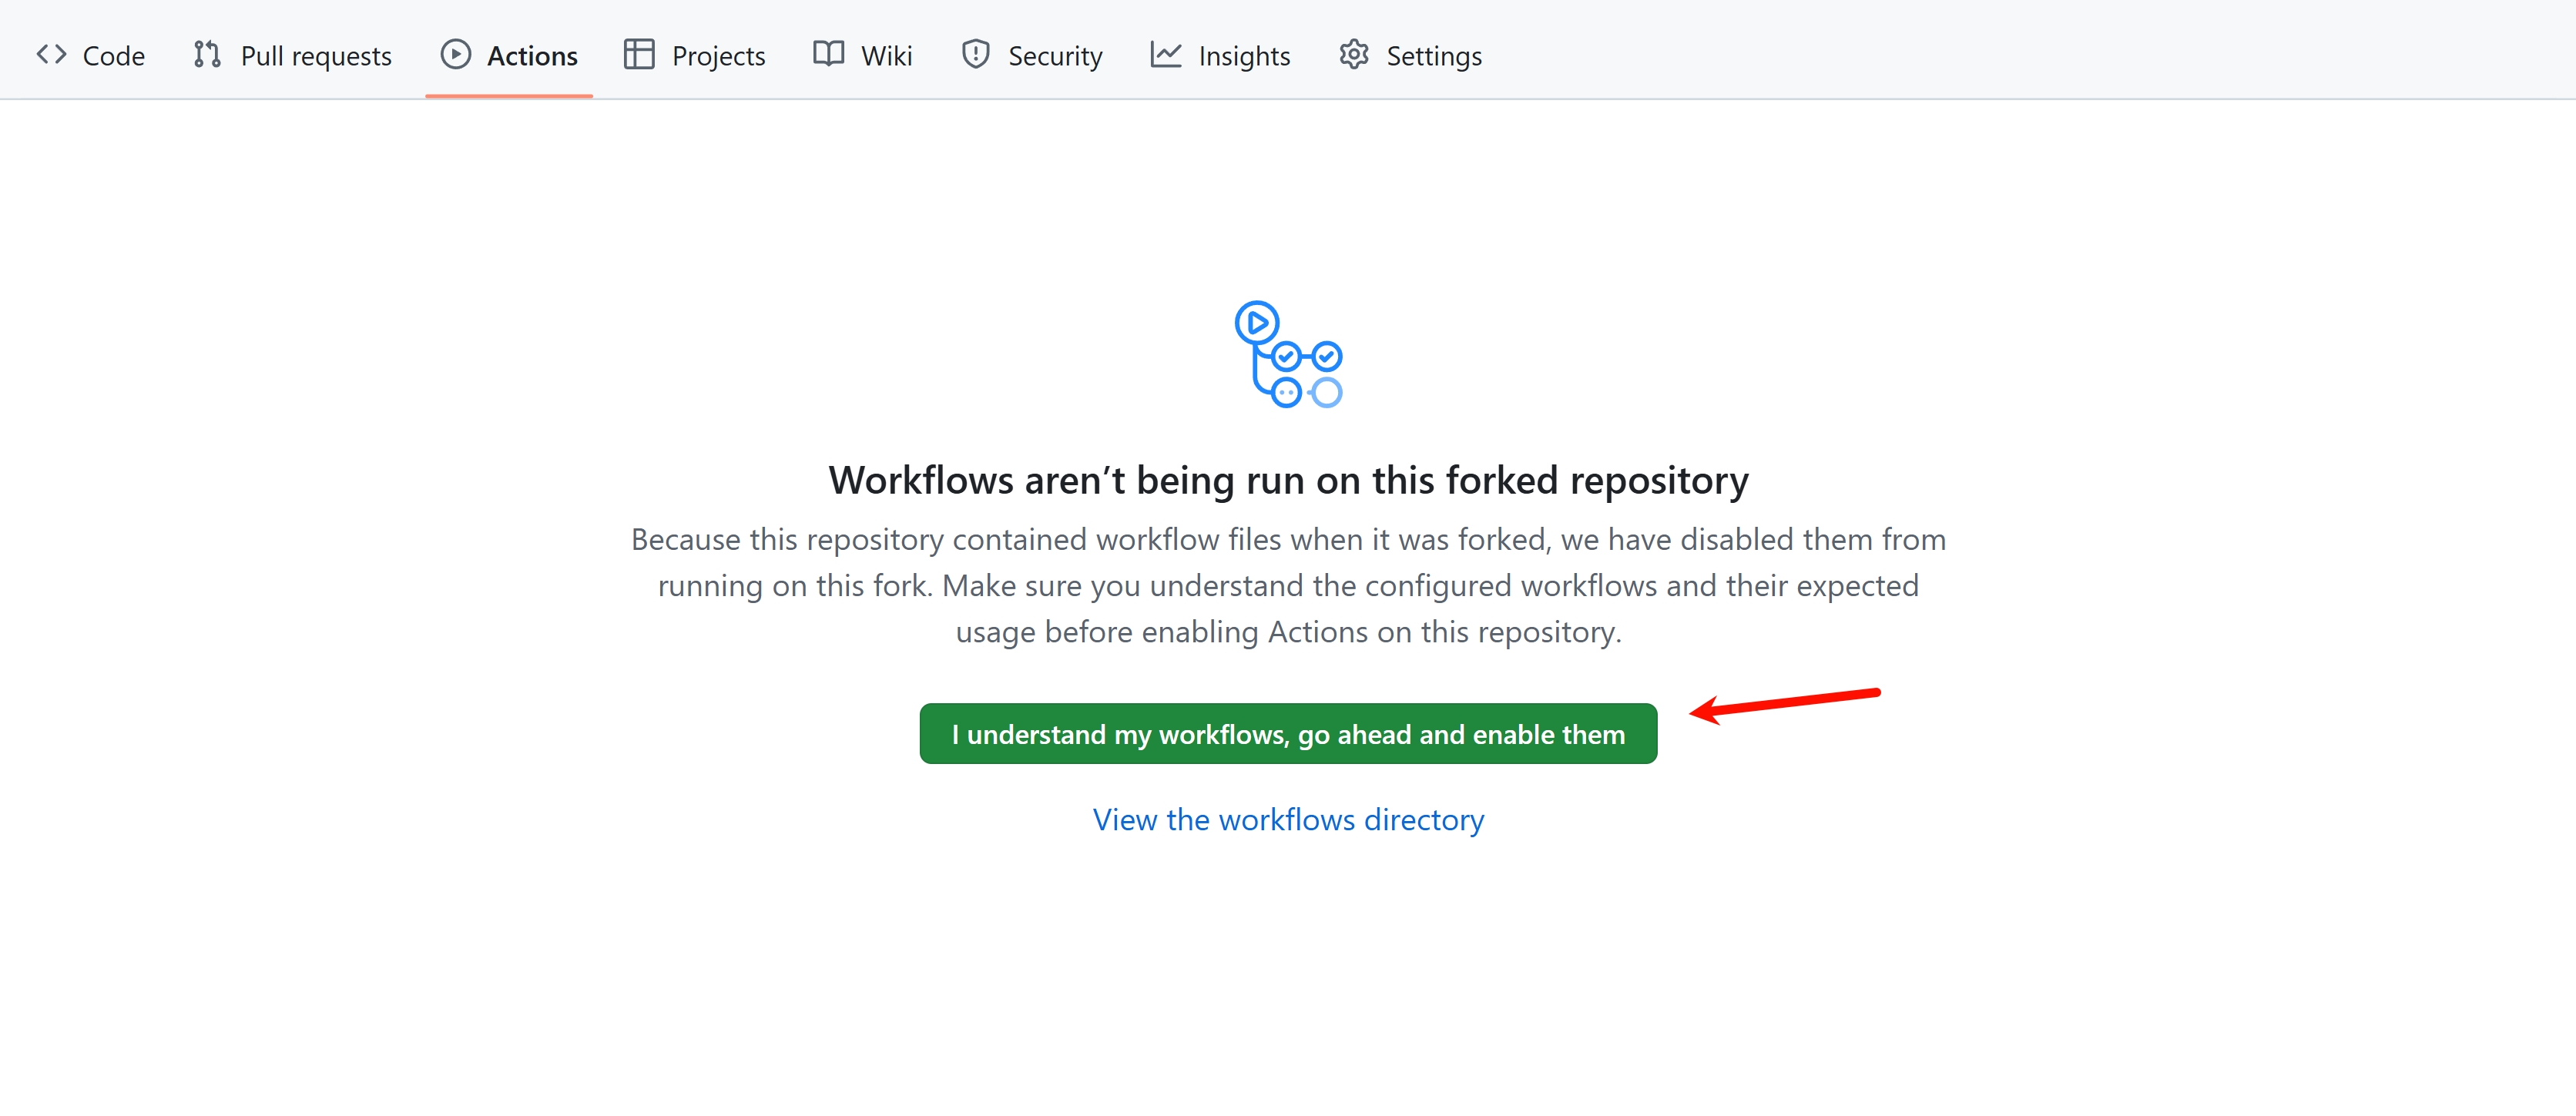 Code Pull requests Actions Projects Wiki Security Insights Settings
Workflows aren’t being run on this forked repository
Because this repository contained workflow files when it was forked, we have disabled them from
running on this fork. Make sure you understand the configured workflows and their expected
usage before enabling Actions on this repository.
I understand my workflows, go ahead and enable them
View the workflows directory